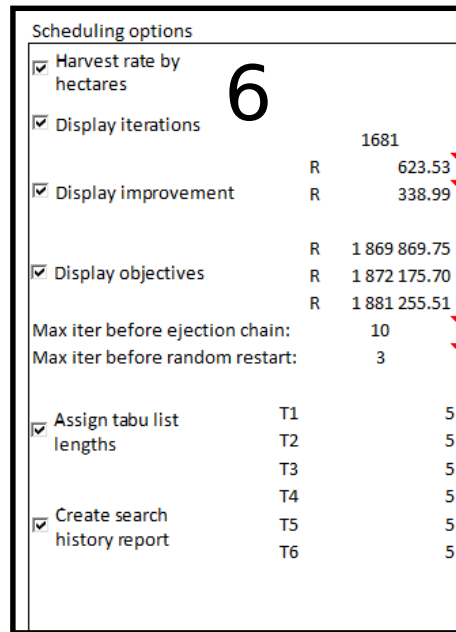 Scheduling options
Harvest rate by
hectares
6
Display iterations
1681
R 623.53
Display improvement R 338.99
R 1 869 869.75
Display objectives R 1 872 175.70
R 1 881 255.51
Max iter before ejection chain: 10
Max iter before random restart: 3
Assign tabu list
lengths
T1 5
T2 5
T3 5
T4 5
Create search
history report
T5 5
T6 5